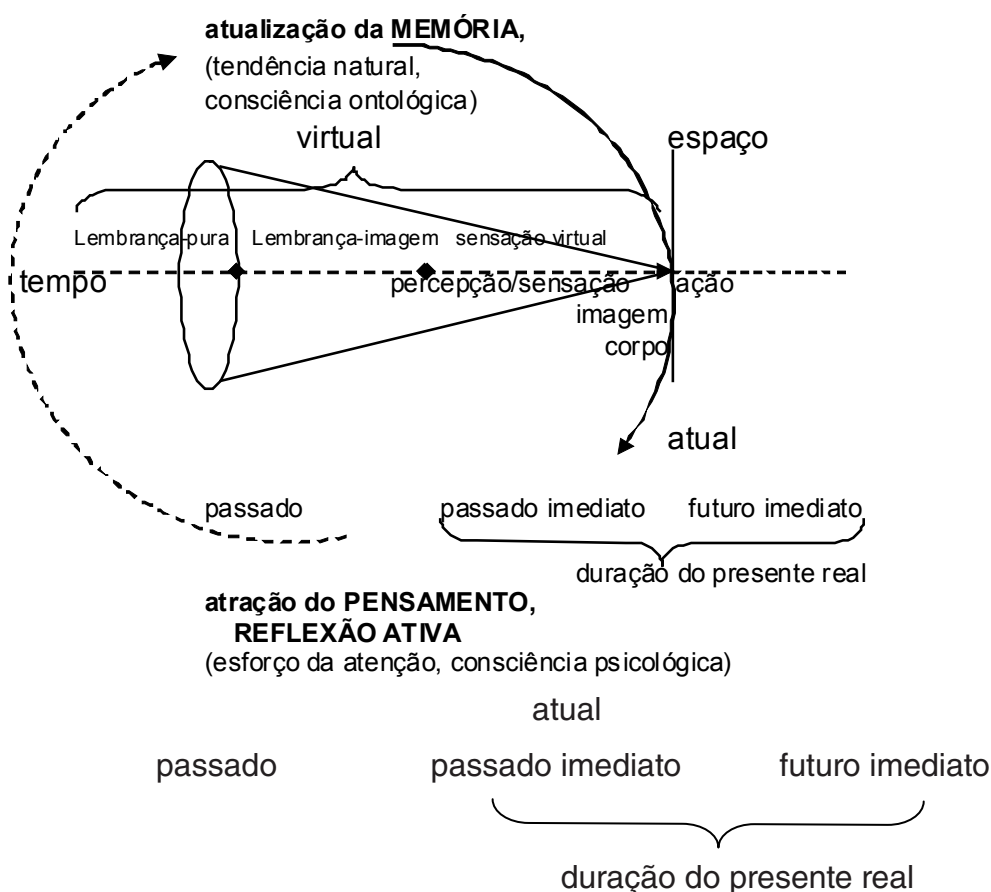 atualização da MEMÓRIA,
(tendência natural,
consciência ontológica)
virtual
espaço
Lembrança-pura Lembrança-imagem sensação virtual
tempo
percepção/sensação ação
imagem
corpo
atual
passado passado imediato futuro imediato
duração do presente real
atração do PENSAMENTO,
REFLEXÃO ATIVA
(esforço da atenção, consciência psicológica)
atual
passado passado imediato futuro imediato
duração do presente real